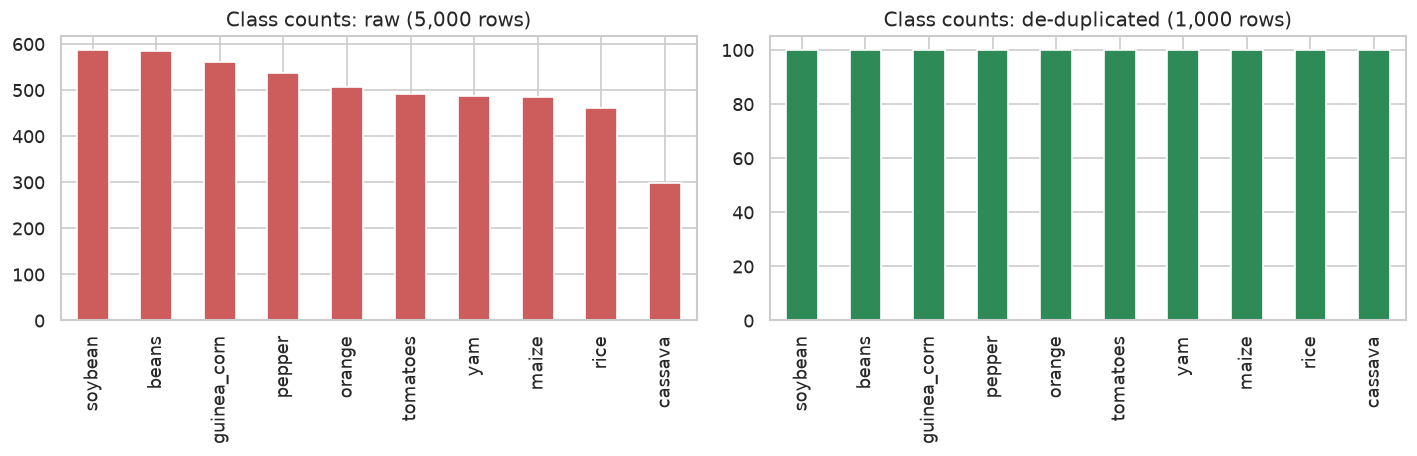 Class counts: raw (5,000 rows)
600
500
400
300
200
100
0
soybean
beans
guinea_corn
pepper
orange
tomatoes
yam
maize
rice
cassava
Class counts: de-duplicated (1,000 rows)
100
80
60
40
20
0
soybean
beans
guinea_corn
pepper
orange
tomatoes
yam
maize
rice
cassava